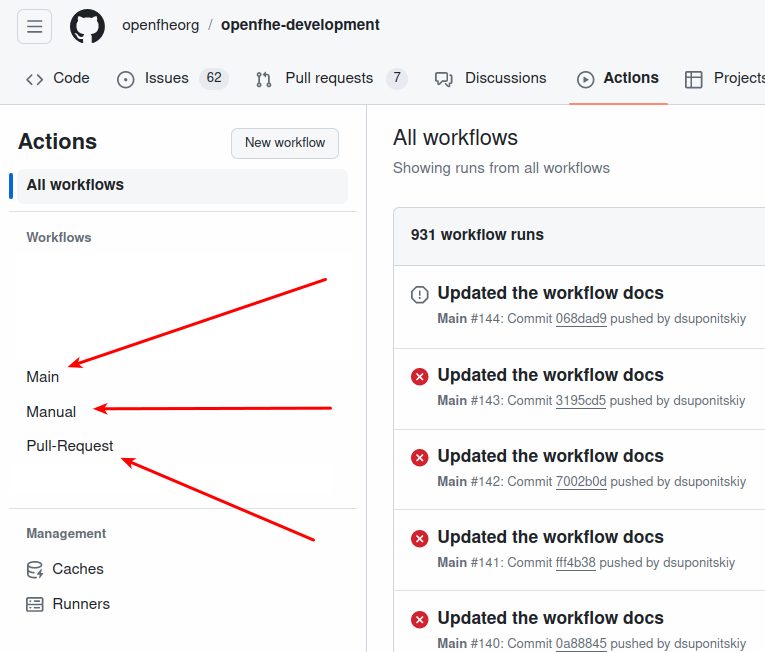 openfheorg / openfhe-development
Code Issues 62 Pull requests 7 Discussions Actions Projects
Actions
New workflow
All workflows
Workflows
Main
Manual
Pull-Request
Management
Caches
Runners
All workflows
Showing runs from all workflows
931 workflow runs
Updated the workflow docs
Main #144: Commit 068dad9 pushed by dsuponitskiy
Updated the workflow docs
Main #143: Commit 3195cd5 pushed by dsuponitskiy
Updated the workflow docs
Main #142: Commit 7002b0d pushed by dsuponitskiy
Updated the workflow docs
Main #141: Commit fff4b38 pushed by dsuponitskiy
Updated the workflow docs
Main #140: Commit 0a88845 pushed by dsuponitskiy